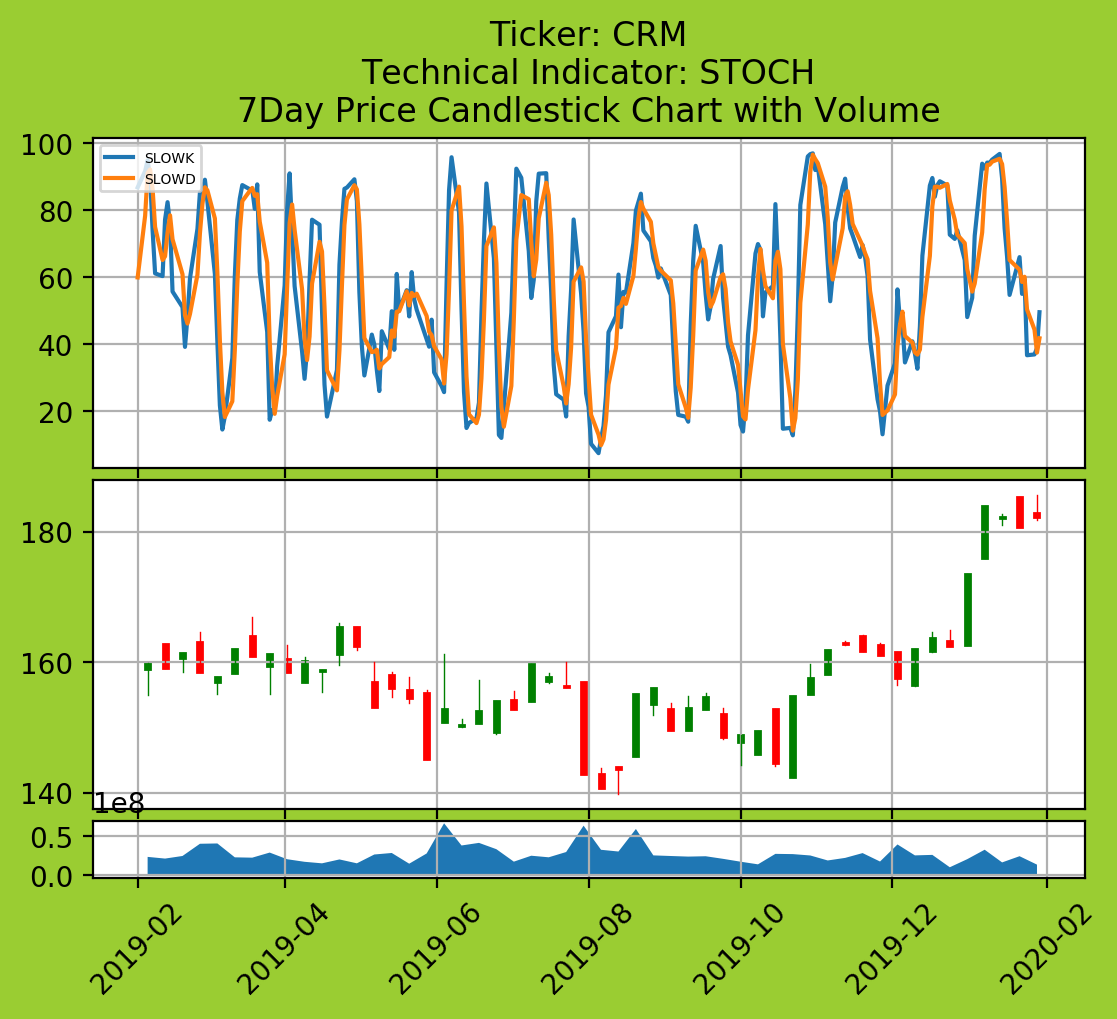 Ticker: CRM
Technical Indicator: STOCH
7Day Price Candlestick Chart with Volume
100
80
60
40
20
SLOWK
SLOWD
180
160
140
1e8
0.5
0.0
2019-02
2019-04
2019-06
2019-08
2019-10
2019-12
2020-02